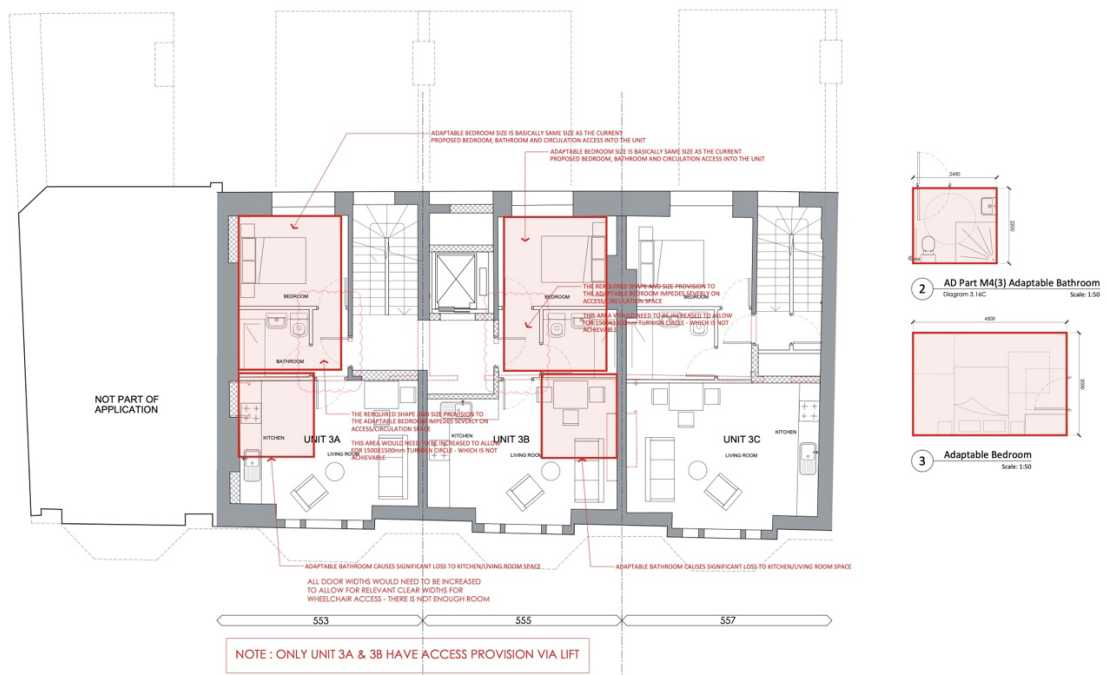 ADAPTABLE BEDROOM SIZE IS BASICALLY SAME SIZE AS THE CURRENT
PROPOSED BEDROOM, BATHROOM AND CIRCULATION ACCESS INTO THE UNIT
ADAPTABLE BEDROOM SIZE IS BASICALLY SAME SIZE AS THE CURRENT
PROPOSED BEDROOM, BATHROOM AND CIRCULATION ACCESS INTO THE UNIT
2400
2200
2
AD Part M4(3) Adaptable Bathroom
Diagram 3.16C
Scale: 1:50
4500
3000
3
Adaptable Bedroom
Scale: 1:50
BEDROOM
BEDROOM
BEDROOM
THE RERQUIRED SHAPE AND SIZE PROVISION TO
THE ADAPTABLE BEDROOM IMPEDES SEVERLY ON
ACCESS/CIRCULATION SPACE
THIS AREA WOULD NEED TO BE INCREASED TO ALLOW
FOR 1500X1500mm TURNIGN CIRCLE - WHICH IS NOT
ACHIEVABLE
BATHROOM
NOT PART OF
APPLICATION
THE RERQUIRED SHAPE AND SIZE PROVISION TO
THE ADAPTABLE BEDROOM IMPEDES SEVERLY ON
ACCESS/CIRCULATION SPACE
THIS AREA WOULD NEED TO BE INCREASED TO ALLOW
FOR 1500X1500mm TURNIGN CIRCLE - WHICH IS NOT
ACHIEVABLE
KITCHEN
UNIT 3A
LIVING ROOM
KITCHEN
UNIT 3B
LIVING ROOM
KITCHEN
UNIT 3C
LIVING ROOM
ADAPTABLE BATHROOM CAUSES SIGNIFICANT LOSS TO KITCHEN/LIVING ROOM SPACE
ADAPTABLE BATHROOM CAUSES SIGNIFICANT LOSS TO KITCHEN/LIVING ROOM SPACE
ALL DOOR WIDTHS WOULD NEED TO BE INCREASED
TO ALLOW FOR RELEVANT CLEAR WIDTHS FOR
WHEELCHAIR ACCESS - THERE IS NOT ENOUGH ROOM
553
555
557
NOTE : ONLY UNIT 3A & 3B HAVE ACCESS PROVISION VIA LIFT